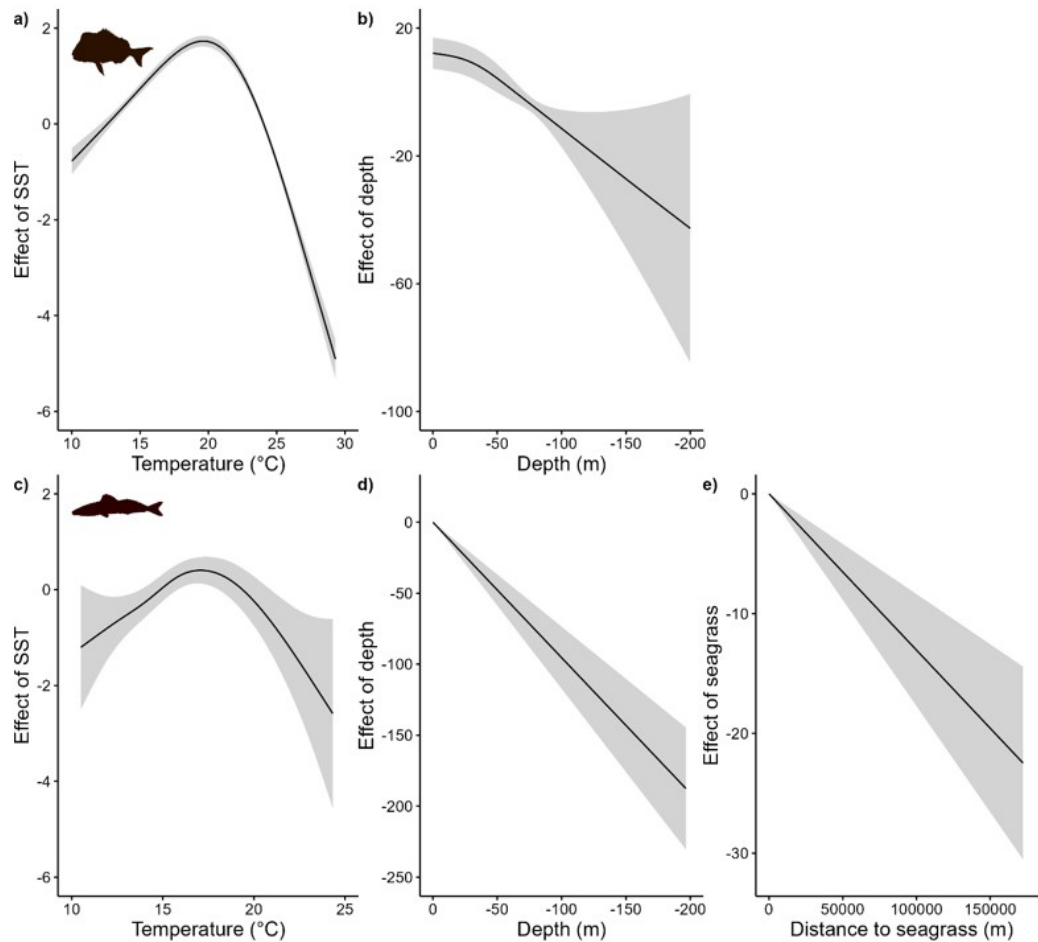 a)
2
0
-2
-4
-6
Effect of SST
10 15 20 25 30
Temperature (°C)
b)
20
-20
-60
-100
Effect of depth
0 -50 -100 -150 -200
Depth (m)
c)
2
0
-2
-4
-6
Effect of SST
10 15 20 25
Temperature (°C)
d)
0
-50
-100
-150
-200
-250
Effect of depth
0 -50 -100 -150 -200
Depth (m)
e)
0
-10
-20
-30
Effect of seagrass
0 50000 100000 150000
Distance to seagrass (m)